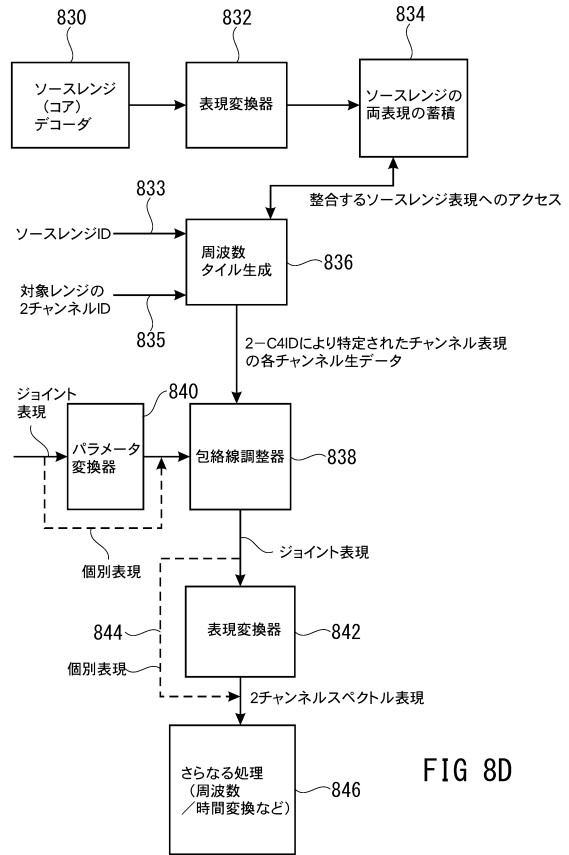 830
832
834
ソースレンジ
（コア）
デコーダ
表現変換器
ソースレンジの
両表現の蓄積
整合するソースレンジ表現へのアクセス
833
ソースレンジID
周波数
タイル生成
836
対象レンジの
2チャンネルID
835
2－C4IDにより特定されたチャンネル表現
の各チャンネル生データ
840
ジョイント
表現
パラメータ
変換器
包絡線調整器
838
個別表現
ジョイント表現
844
表現変換器
842
個別表現
2チャンネルスペクトル表現
さらなる処理
（周波数
／時間変換など）
846
FIG 8D